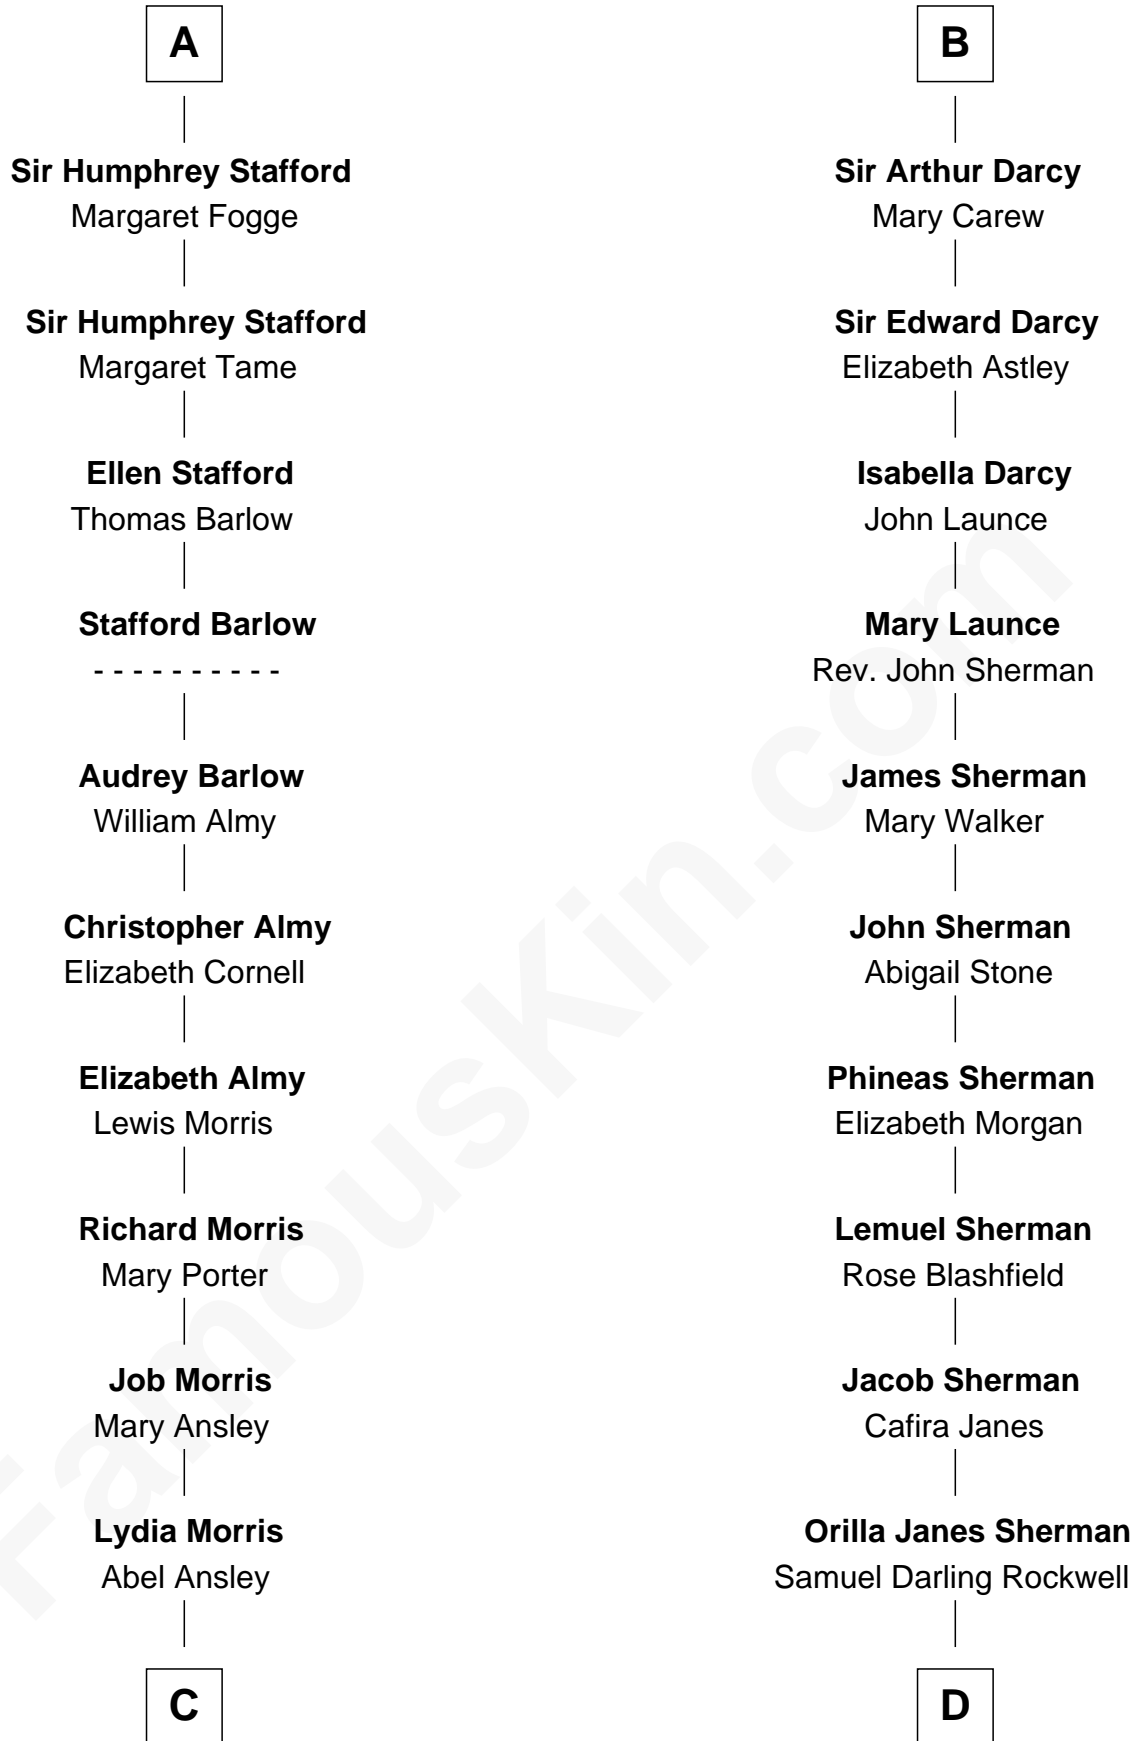 A
Sir Humphrey Stafford
Margaret Fogge
Sir Humphrey Stafford
Margaret Tame
Ellen Stafford
Thomas Barlow
Stafford Barlow
- - - - - - - - - -
Audrey Barlow
William Almy
Christopher Almy
Elizabeth Cornell
Elizabeth Almy
Lewis Morris
Richard Morris
Mary Porter
Job Morris
Mary Ansley
Lydia Morris
Abel Ansley
C
B
Sir Arthur Darcy
Mary Carew
Sir Edward Darcy
Elizabeth Astley
Isabella Darcy
John Launce
Mary Launce
Rev. John Sherman
James Sherman
Mary Walker
John Sherman
Abigail Stone
Phineas Sherman
Elizabeth Morgan
Lemuel Sherman
Rose Blashfield
Jacob Sherman
Cafira Janes
Orilla Janes Sherman
Samuel Darling Rockwell
D
FamousKin.com